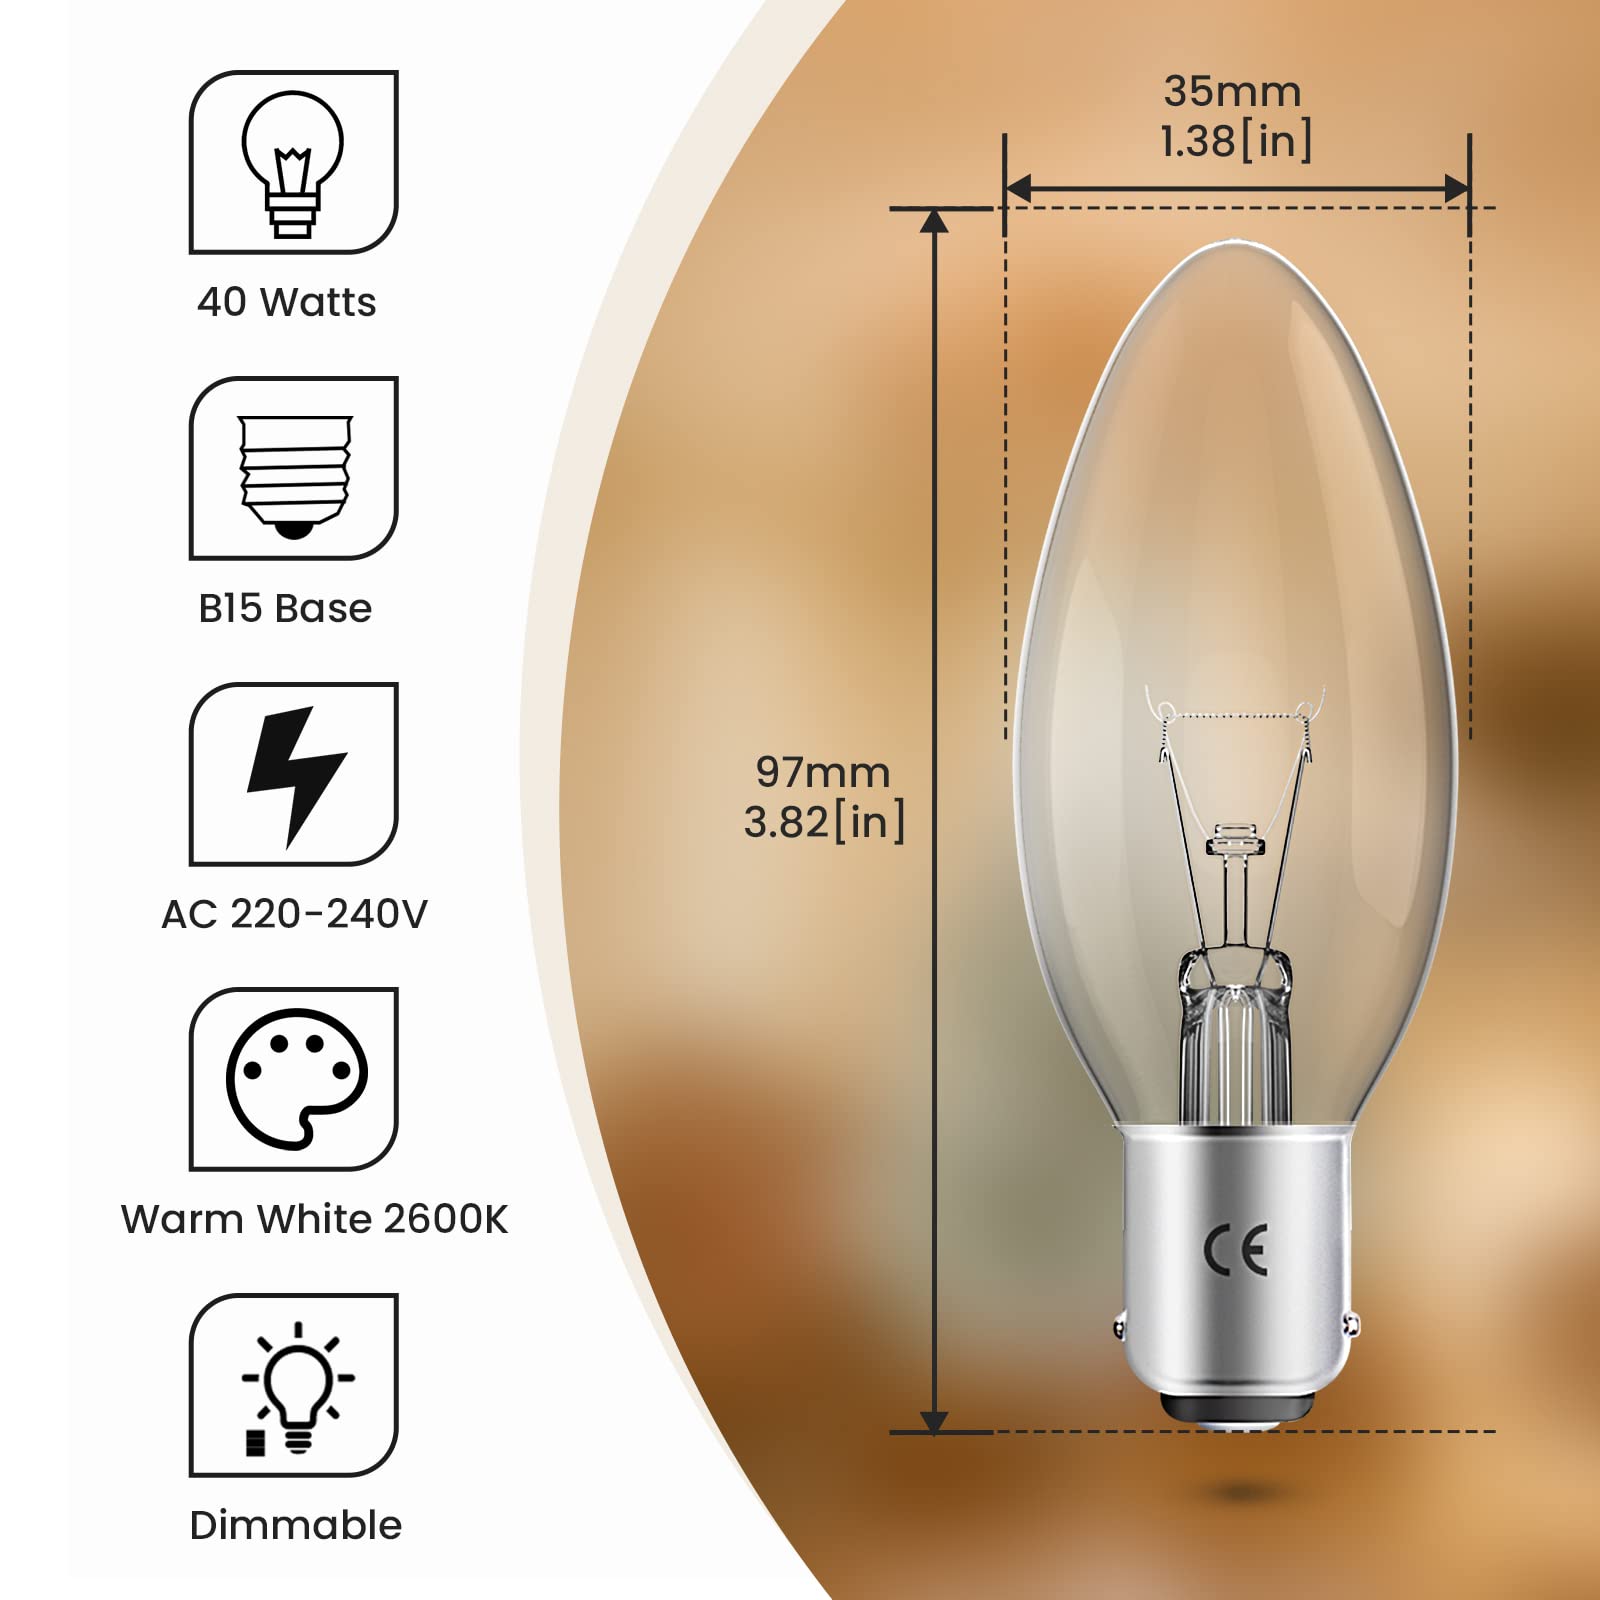 40 Watts
B15 Base
AC 220-240V
Warm White 2600K
Dimmable
35mm
1.38[in]
97mm
3.82[in]
CE